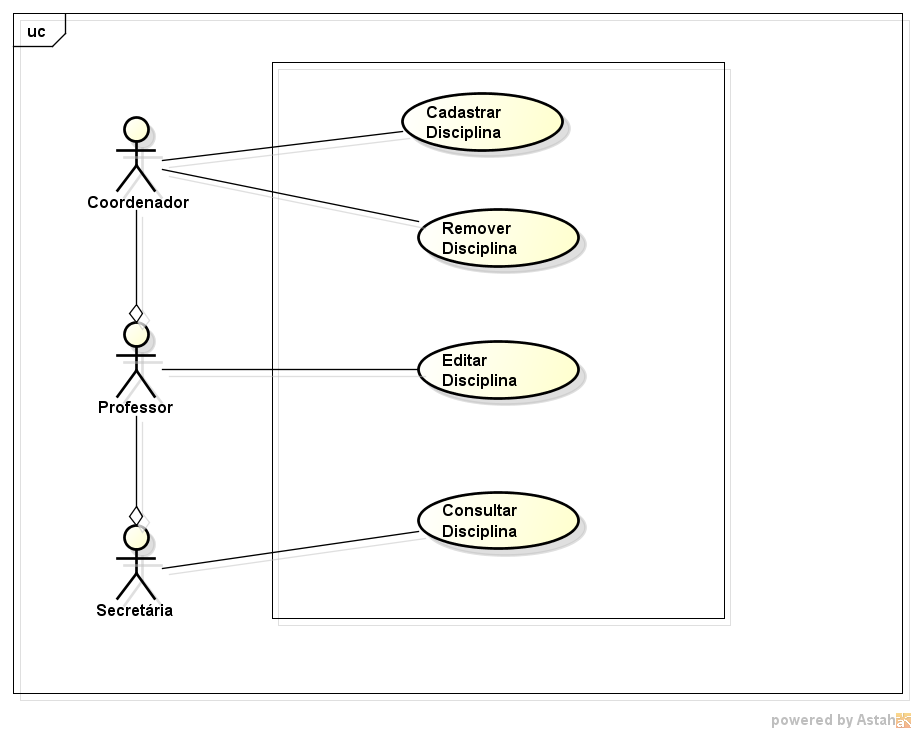 uc
Cadastrar
Disciplina
Coordenador
Remover
Disciplina
Editar
Disciplina
Professor
Consultar
Disciplina
Secretária
powered by Astah